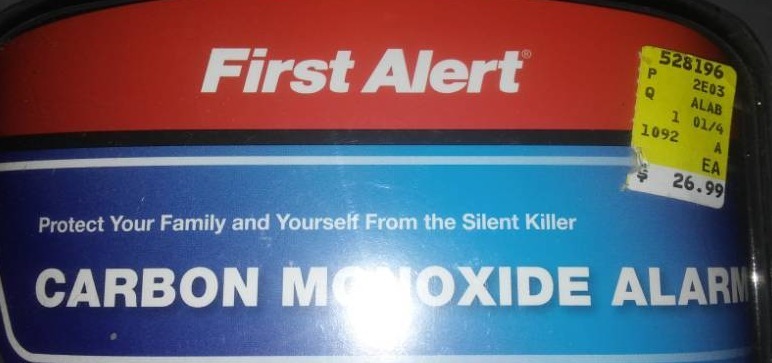 First Alert®
528196
P 2E03
Q ALAB
1 01/4
1092 A
EA
$ 26.99
Protect Your Family and Yourself From the Silent Killer
CARBON MONOXIDE ALARM